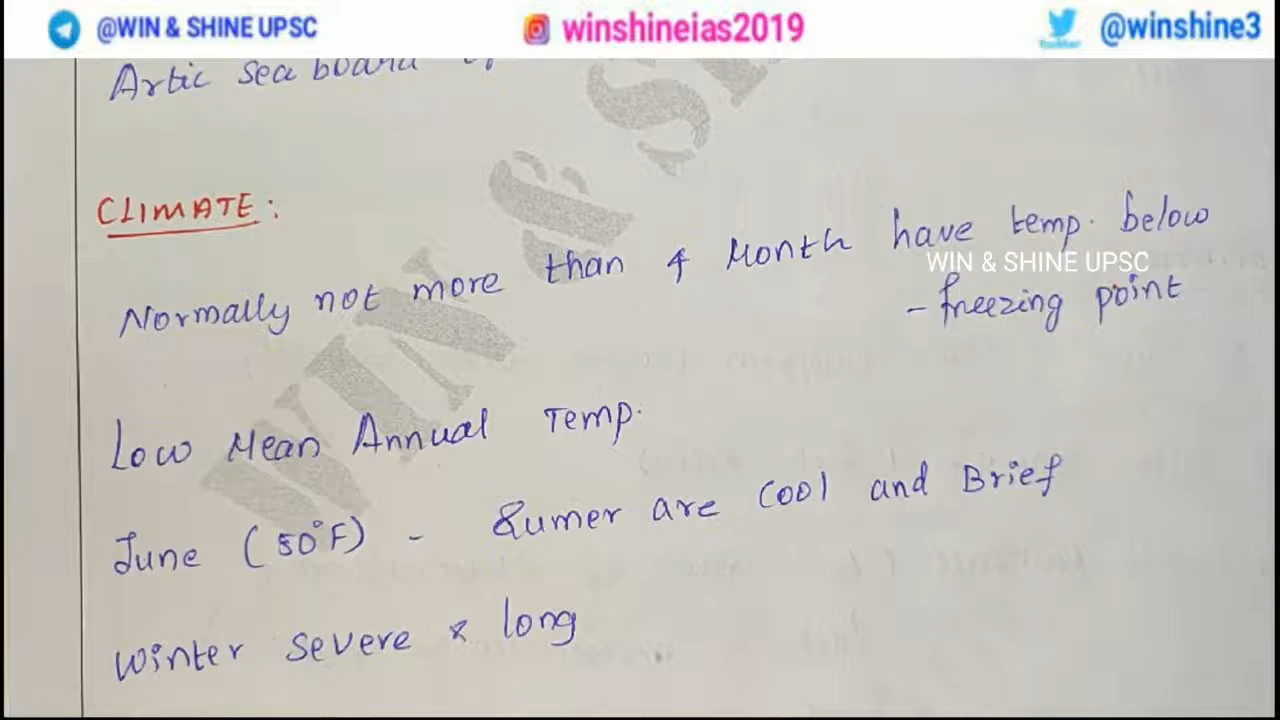 @WIN & SHINE UPSC winshineias2019 @winshine3
Artic sea board
CLIMATE:
Normally not more than 4 Month have temp. below
WIN & SHINE UPSC
- freezing point
Low Mean Annual Temp.
June (50°F) - Sumer are cool and Brief
Winter severe & long
WIN & S